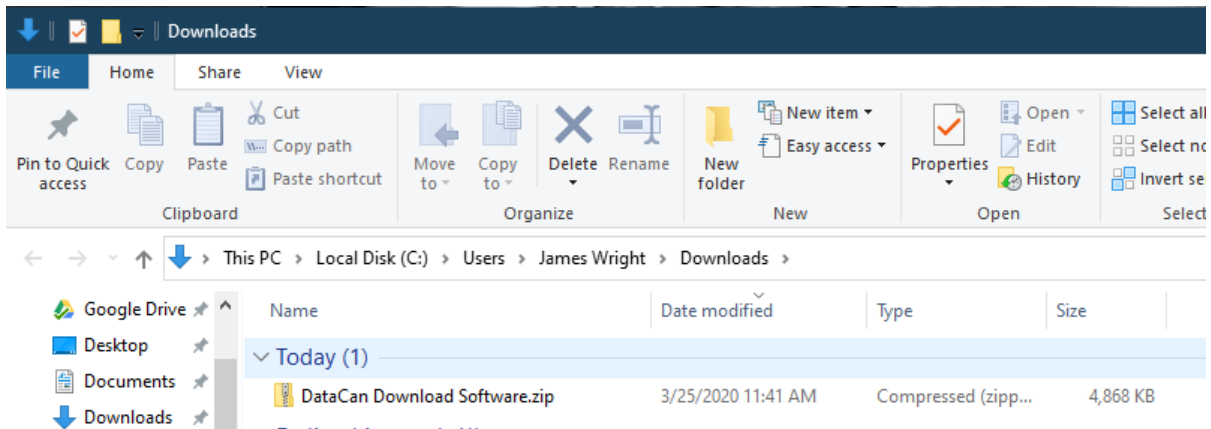 Downloads
File Home Share View
Pin to Quick access
Copy
Paste
Cut
Copy path
Paste shortcut
Clipboard
Move to
Copy to
Delete
Rename
Organize
New folder
New item
Easy access
New
Properties
Open
Edit
History
Open
Select all
Select no
Invert se
Select
This PC > Local Disk (C:) > Users > James Wright > Downloads >
Google Drive
Desktop
Documents
Downloads
Name Date modified Type Size
Today (1)
DataCan Download Software.zip 3/25/2020 11:41 AM Compressed (zipp... 4,868 KB